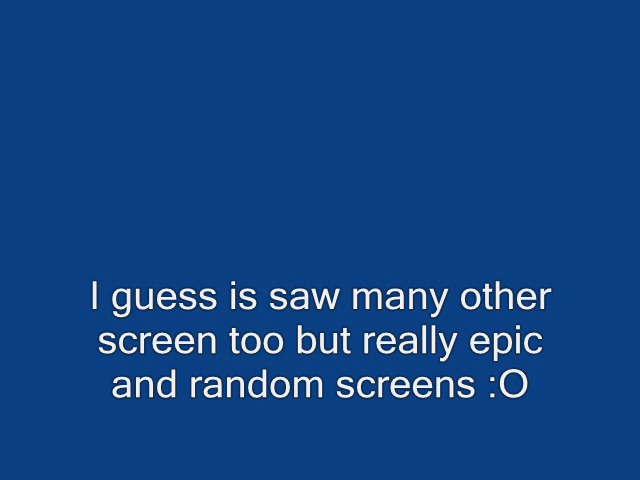 I guess is saw many other
screen too but really epic
and random screens :O